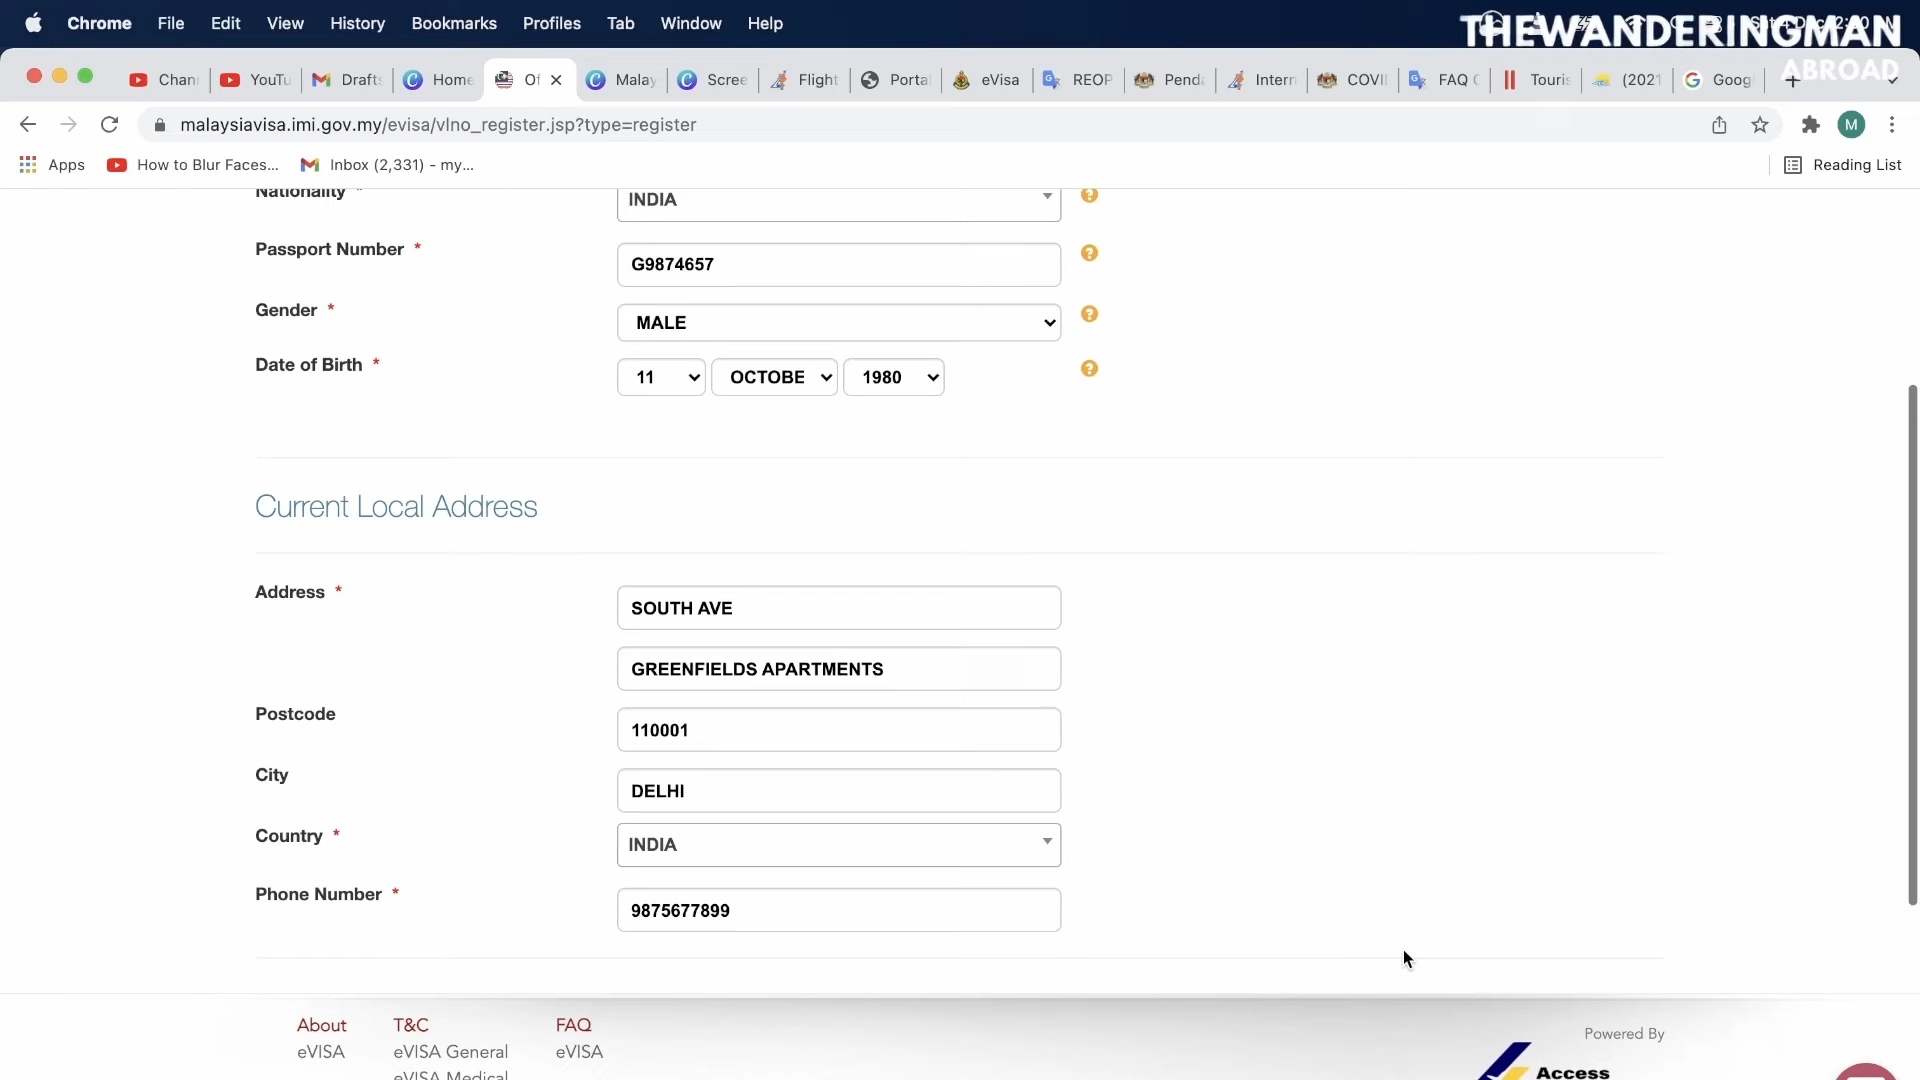 Chrome File Edit View History Bookmarks Profiles Tab Window Help
THEWANDERINGMAN
ABROAD
Chan YouTu Drafts Home Of Malay Scree Flight Porta eVisa REOP Penda Intern COVI FAQ Touris (2021 Goog
malaysiavisa.imi.gov.my/evisa/vlno_register.jsp?type=register
M
Apps How to Blur Faces... Inbox (2,331) - my... Reading List
Nationality *
INDIA
Passport Number *
G9874657
Gender *
MALE
Date of Birth *
11 OCTOBE 1980
Current Local Address
Address *
SOUTH AVE
GREENFIELDS APARTMENTS
Postcode
110001
City
DELHI
Country *
INDIA
Phone Number *
9875677899
About T&C FAQ
eVISA eVISA General eVISA
eVISA Medical
Powered By
Access